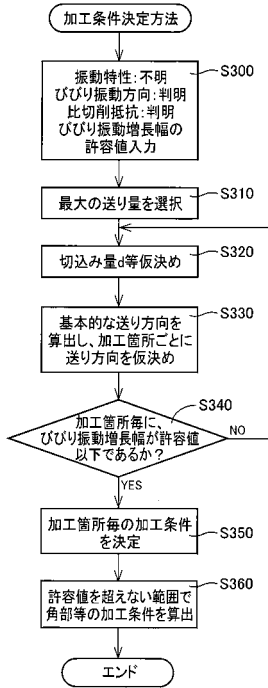 加工条件決定方法
S300
振動特性:不明
びびり振動方向:判明
比切削抵抗:判明
びびり振動増長幅の
許容値入力
S310
最大の送り量を選択
S320
切込み量d等仮決め
S330
基本的な送り方向を
算出し、加工箇所ごとに
送り方向を仮決め
S340
加工箇所毎に、
びびり振動増長幅が許容値
以下であるか?
NO
YES
S350
加工箇所毎の加工条件
を決定
S360
許容値を超えない範囲で
角部等の加工条件を算出
エンド